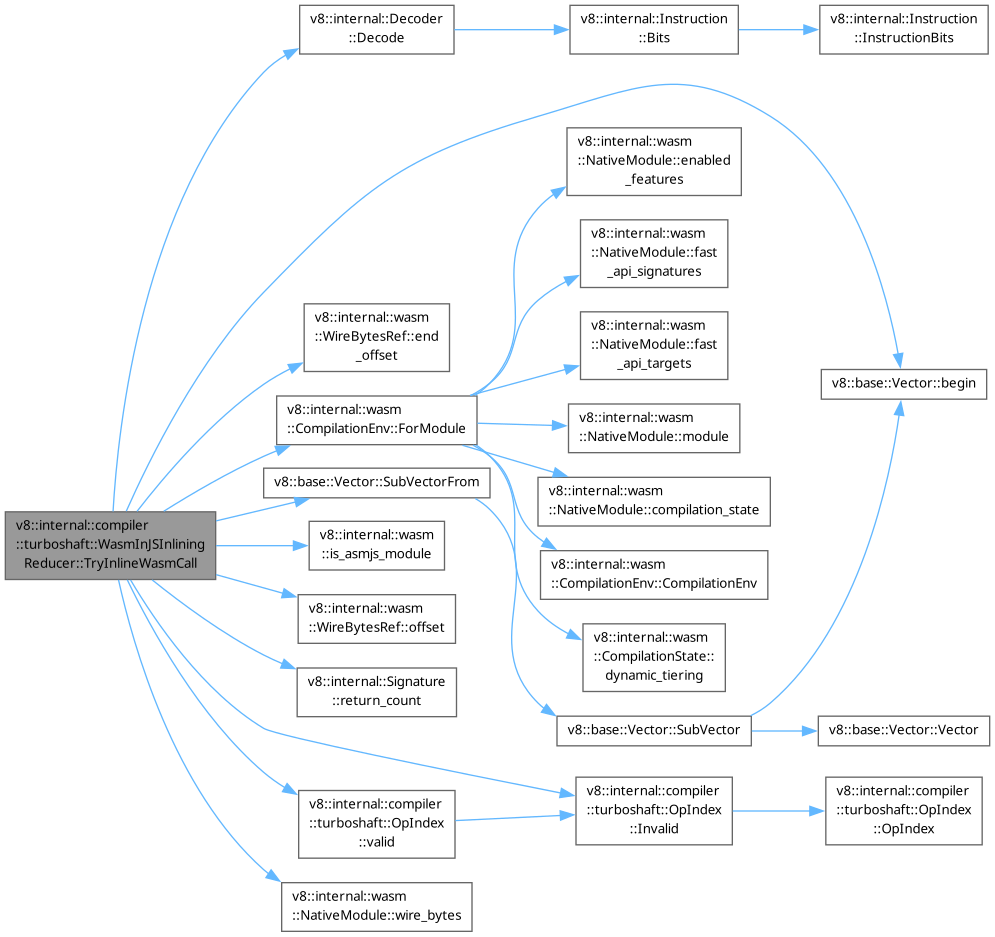 v8::internal::Decoder
::Decode
v8::internal::Instruction
::Bits
v8::internal::Instruction
::InstructionBits
v8::internal::wasm
::NativeModule::enabled
_features
v8::internal::wasm
::NativeModule::fast
_api_signatures
v8::internal::wasm
::WireBytesRef::end
_offset
v8::internal::wasm
::NativeModule::fast
_api_targets
v8::base::Vector::begin
v8::internal::wasm
::CompilationEnv::ForModule
v8::internal::wasm
::NativeModule::module
v8::base::Vector::SubVectorFrom
v8::internal::wasm
::NativeModule::compilation_state
v8::internal::compiler
::turboshaft::WasmInJSInlining
Reducer::TryInlineWasmCall
v8::internal::wasm
::is_asmjs_module
v8::internal::wasm
::CompilationEnv::CompilationEnv
v8::internal::wasm
::WireBytesRef::offset
v8::internal::wasm
::CompilationState::
dynamic_tiering
v8::internal::Signature
::return_count
v8::base::Vector::SubVector
v8::base::Vector::Vector
v8::internal::compiler
::turboshaft::OpIndex
::valid
v8::internal::compiler
::turboshaft::OpIndex
::Invalid
v8::internal::compiler
::turboshaft::OpIndex
::OpIndex
v8::internal::wasm
::NativeModule::wire_bytes